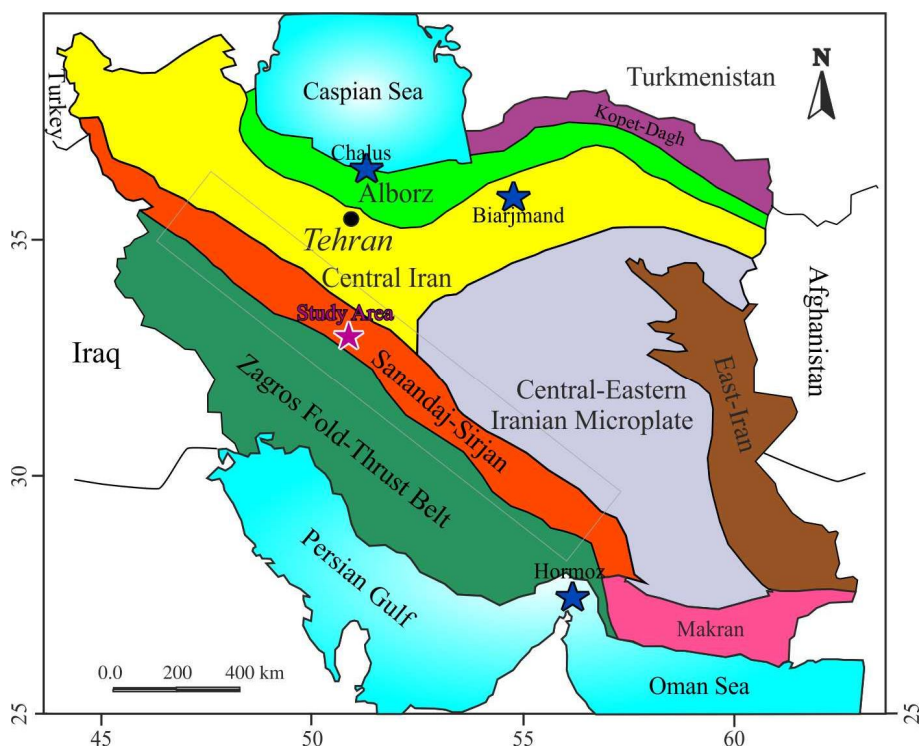 Caspian Sea
Turkmenistan
N
Turkey
Kopet-Dagh
Chalus
Alborz
Biarjmand
Tehran
35
Central Iran
Afghanistan
Study Area
Iraq
Sanandaj-Sirjan
Central-Eastern
Iranian Microplate
East-Iran
Zagros Fold-Thrust Belt
30
Persian Gulf
Hormoz
Makran
0.0 200 400 km
Oman Sea
25
25
45 50 55 60